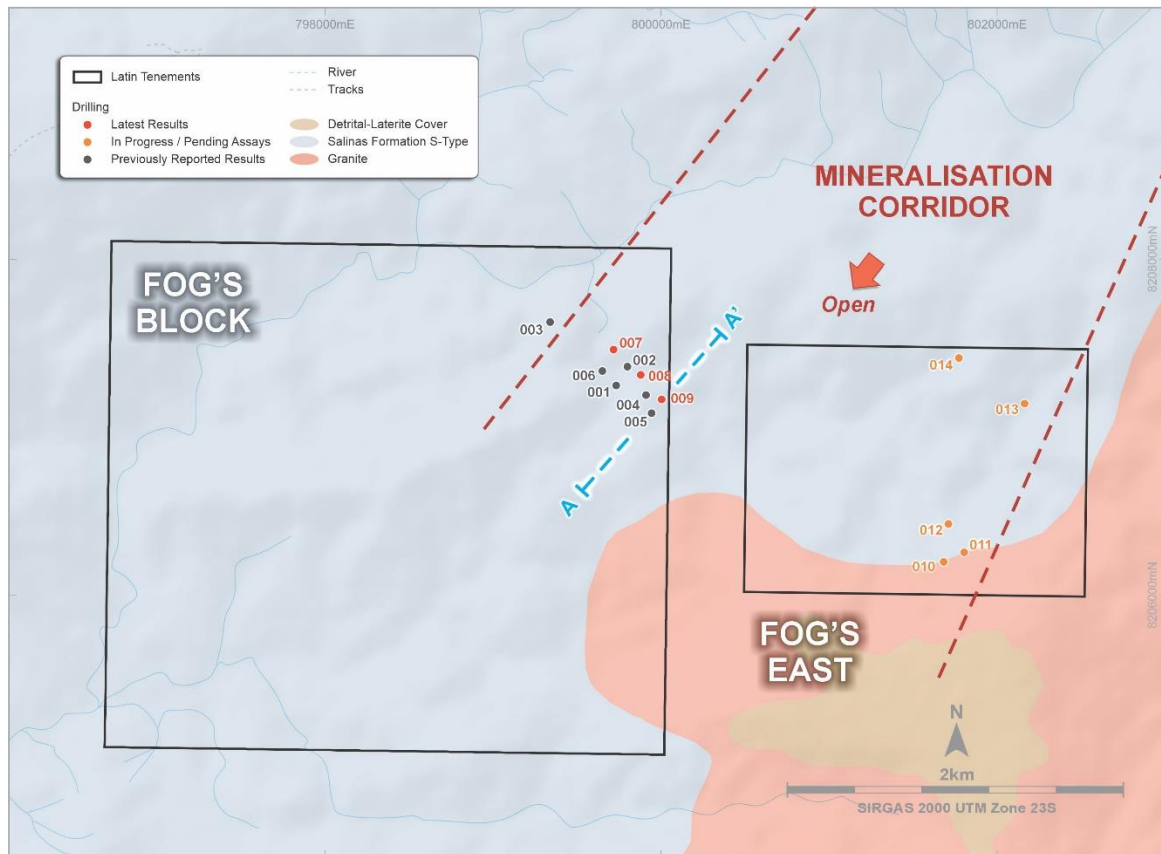 798000mE
800000mE
802000mE
Latin Tenements
River
Tracks
Drilling
Latest Results
In Progress / Pending Assays
Previously Reported Results
Detrital-Laterite Cover
Salinas Formation S-Type
Granite
MINERALISATION
CORRIDOR
Open
8208000mN
FOG'S
BLOCK
003
007
002
006
008
001
004
009
005
A'
A
014
013
012
011
010
8206000mN
FOG'S
EAST
N
2km
SIRGAS 2000 UTM Zone 23S